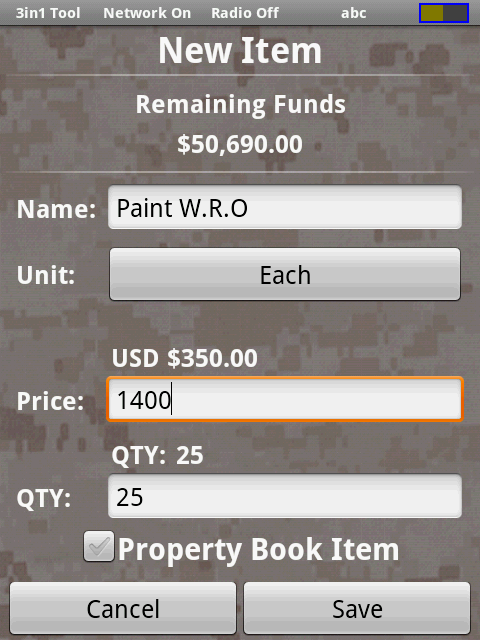 3in1 Tool Network On Radio Off abc
New Item
Remaining Funds
$50,690.00
Name: Paint W.R.O
Unit: Each
USD $350.00
Price: 1400
QTY: 25
QTY: 25
Property Book Item
Cancel Save